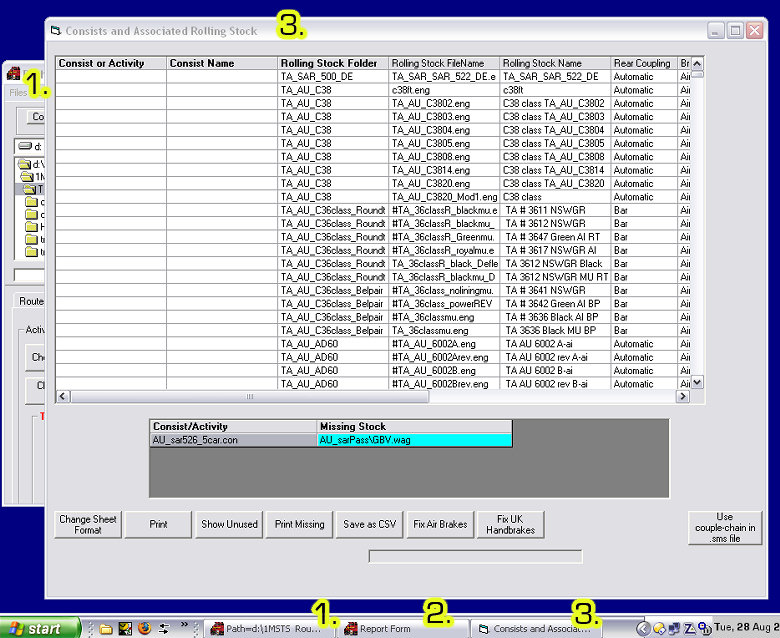 Consists and Associated Rolling Stock
3.
1.
Files
Co
d:
d:\
1M
T
Route
Activ
Che
Cl
T
Consist or Activity Consist Name Rolling Stock Folder Rolling Stock FileName Rolling Stock Name Rear Coupling Br
TA_SAR_500_DE TA_SAR_SAR_522_DE.e TA_SAR_SAR_522_DE Automatic Air
TA_AU_C38 c38lt.eng c38lt Automatic Air
TA_AU_C38 TA_AU_C3802.eng C38 class TA_AU_C3802 Automatic Air
TA_AU_C38 TA_AU_C3803.eng C38 class TA_AU_C3803 Automatic Air
TA_AU_C38 TA_AU_C3804.eng C38 class TA_AU_C3804 Automatic Air
TA_AU_C38 TA_AU_C3805.eng C38 class TA_AU_C3805 Automatic Air
TA_AU_C38 TA_AU_C3808.eng C38 class TA_AU_C3808 Automatic Air
TA_AU_C38 TA_AU_C3814.eng C38 class TA_AU_C3814 Automatic Air
TA_AU_C38 TA_AU_C3820.eng C38 class TA_AU_C3820 Automatic Air
TA_AU_C38 TA_AU_C3820_Mod1.eng C38 class Automatic Air
TA_AU_C36class_Roundt #TA_36classR_blackmu.e TA # 3611 NSWGR Bar Air
TA_AU_C36class_Roundt #TA_36classR_blackmu.e TA # 3612 NSWGR Bar Air
TA_AU_C36class_Roundt #TA_36classR_Greenmu. TA # 3647 Green AI RT Bar Air
TA_AU_C36class_Roundt #TA_36classR_royalmu.e TA # 3617 NSWGR AI Bar Air
TA_AU_C36class_Roundt TA_36classR_black_Defle TA 3612 NSWGR Black Bar Air
TA_AU_C36class_Roundt TA_36classR_blackmu_D TA 3612 NSWGR MU RT Bar Air
TA_AU_C36class_Belpair #TA_36class_noliningmu. TA # 3641 NSWGR Bar Air
TA_AU_C36class_Belpair #TA_36class_powerREV TA # 3642 Green AI BP Bar Air
TA_AU_C36class_Belpair #TA_36classmu.eng TA # 3636 Black AI BP Bar Air
TA_AU_C36class_Belpair TA_36classmu.eng TA 3636 Black MU BP Bar Air
TA_AU_AD60 #TA_AU_6002A.eng TA AU 6002 A-ai Automatic Air
TA_AU_AD60 #TA_AU_6002Arev.eng TA AU 6002 rev A-ai Automatic Air
TA_AU_AD60 #TA_AU_6002B.eng TA AU 6002 B-ai Automatic Air
TA_AU_AD60 #TA_AU_6002Brev.eng TA AU 6002 rev B-ai Automatic Air
Consist/Activity Missing Stock
AU_sar526_5car.con AU_sarPass\GBV.wag
Change Sheet
Format
Print
Show Unused
Print Missing
Save as CSV
Fix Air Brakes
Fix UK
Handbrakes
Use
couple-chain in
.sms file
1. 2. 3.
start » Path=d:\1MSTS_Rou... Report Form Consists and Associat... Tue, 28 Aug 2